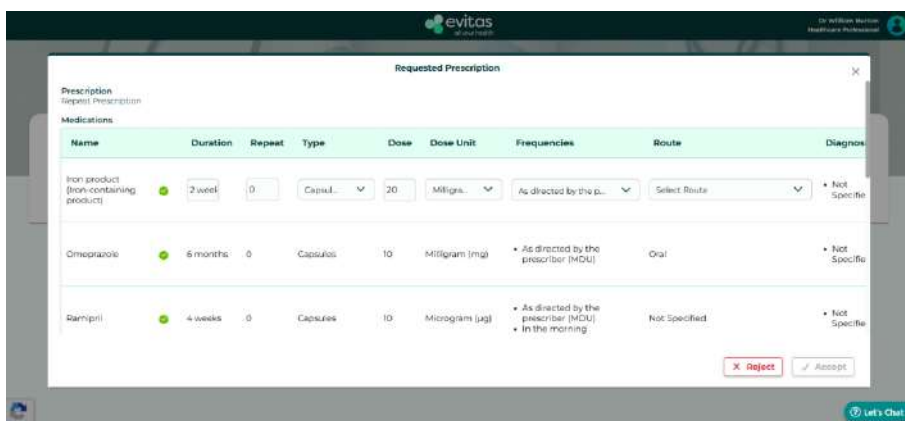 evitas
all your health
Dr William Burton
Healthcare Professional
Requested Prescription
Prescription
Repeat Prescription
Medications
Name Duration Repeat Type Dose Dose Unit Frequencies Route Diagnos
Iron product
(Iron-containing
product)
2 week 0 Capsul... 20 Milligra... As directed by the p... Select Route
• Not
Specifie
Omeprazole 6 months 0 Capsules 10 Milligram (mg)
• As directed by the
prescriber (MDU)
Oral
• Not
Specifie
Ramipril 4 weeks 0 Capsules 10 Microgram (µg)
• As directed by the
prescriber (MDU)
• In the morning
Not Specified
• Not
Specifie
Reject
Accept
Let's Chat